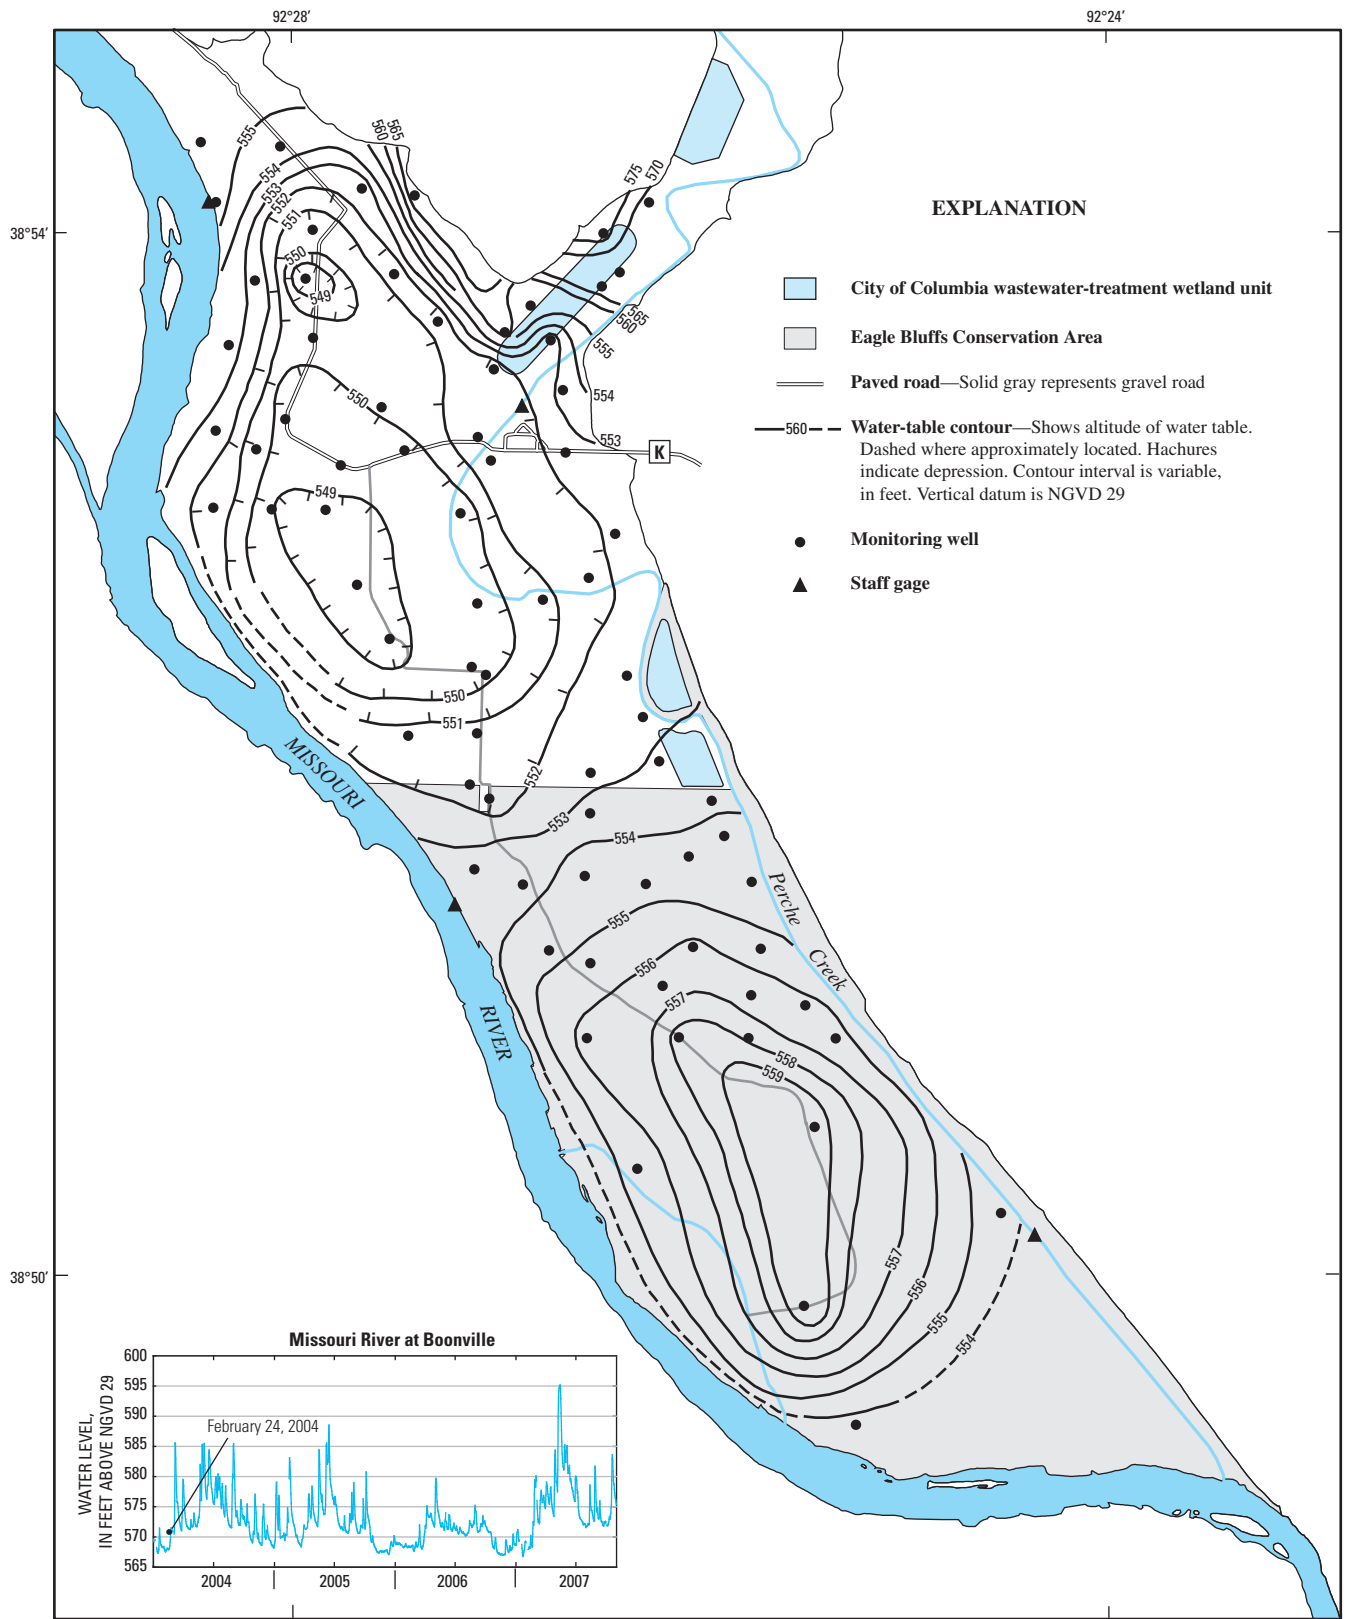 92°28′
92°24′
38°54′
38°50′
555
554
553
552
551
550
549
560
565
575
570
565
560
555
554
553
550
549
K
550
551
552
553
554
555
556
557
558
559
557
556
555
554
MISSOURI
RIVER
Perche
Creek
EXPLANATION
City of Columbia wastewater-treatment wetland unit
Eagle Bluffs Conservation Area
Paved road—Solid gray represents gravel road
560 Water-table contour—Shows altitude of water table.
Dashed where approximately located. Hachures
indicate depression. Contour interval is variable,
in feet. Vertical datum is NGVD 29
Monitoring well
Staff gage
Missouri River at Boonville
WATER LEVEL,
IN FEET ABOVE NGVD 29
600
595
590
585
580
575
570
565
February 24, 2004
2004
2005
2006
2007